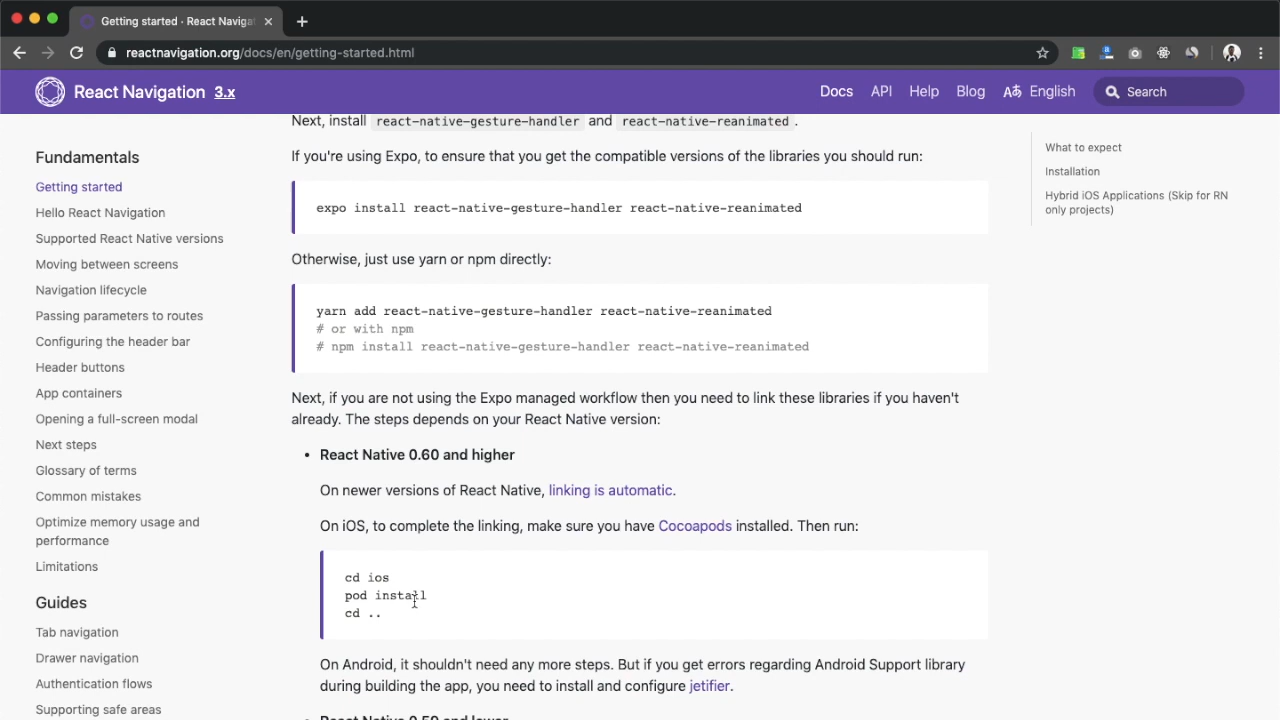 Getting started · React Navigat
reactnavigation.org/docs/en/getting-started.html
React Navigation 3.x
Docs API Help Blog English Search
Fundamentals
Getting started
Hello React Navigation
Supported React Native versions
Moving between screens
Navigation lifecycle
Passing parameters to routes
Configuring the header bar
Header buttons
App containers
Opening a full-screen modal
Next steps
Glossary of terms
Common mistakes
Optimize memory usage and
performance
Limitations
Guides
Tab navigation
Drawer navigation
Authentication flows
Supporting safe areas
Next, install react-native-gesture-handler and react-native-reanimated.
If you're using Expo, to ensure that you get the compatible versions of the libraries you should run:
expo install react-native-gesture-handler react-native-reanimated
Otherwise, just use yarn or npm directly:
yarn add react-native-gesture-handler react-native-reanimated
# or with npm
# npm install react-native-gesture-handler react-native-reanimated
Next, if you are not using the Expo managed workflow then you need to link these libraries if you haven't
already. The steps depends on your React Native version:
• React Native 0.60 and higher
On newer versions of React Native, linking is automatic.
On iOS, to complete the linking, make sure you have Cocoapods installed. Then run:
cd ios
pod install
cd ..
On Android, it shouldn't need any more steps. But if you get errors regarding Android Support library
during building the app, you need to install and configure jetifier.
• React Native 0.59 and lower
What to expect
Installation
Hybrid iOS Applications (Skip for RN
only projects)